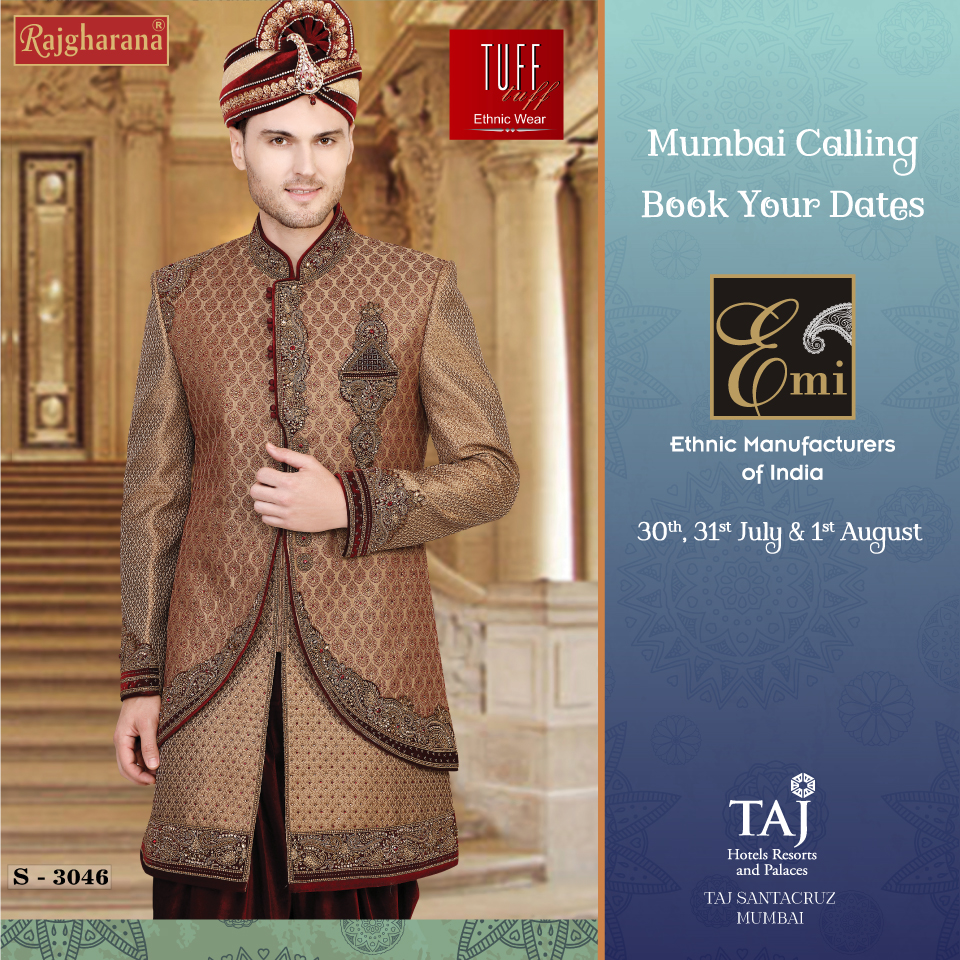 Rajgharana®
TUFF
tuff
Ethnic Wear
S - 3046
Mumbai Calling
Book Your Dates
Emi
Ethnic Manufacturers
of India
30th, 31st July & 1st August
TAJ
Hotels Resorts
and Palaces
TAJ SANTACRUZ
MUMBAI